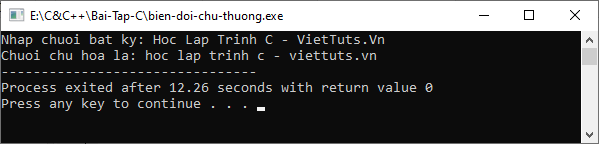 E:\C&C++\Bai-Tap-C\bien-doi-chu-thuong.exe
Nhap chuoi bat ky: Hoc Lap Trinh C - VietTuts.Vn
Chuoi chu hoa la: hoc lap trinh c - viettuts.vn
--------------------------------
Process exited after 12.26 seconds with return value 0
Press any key to continue . . .